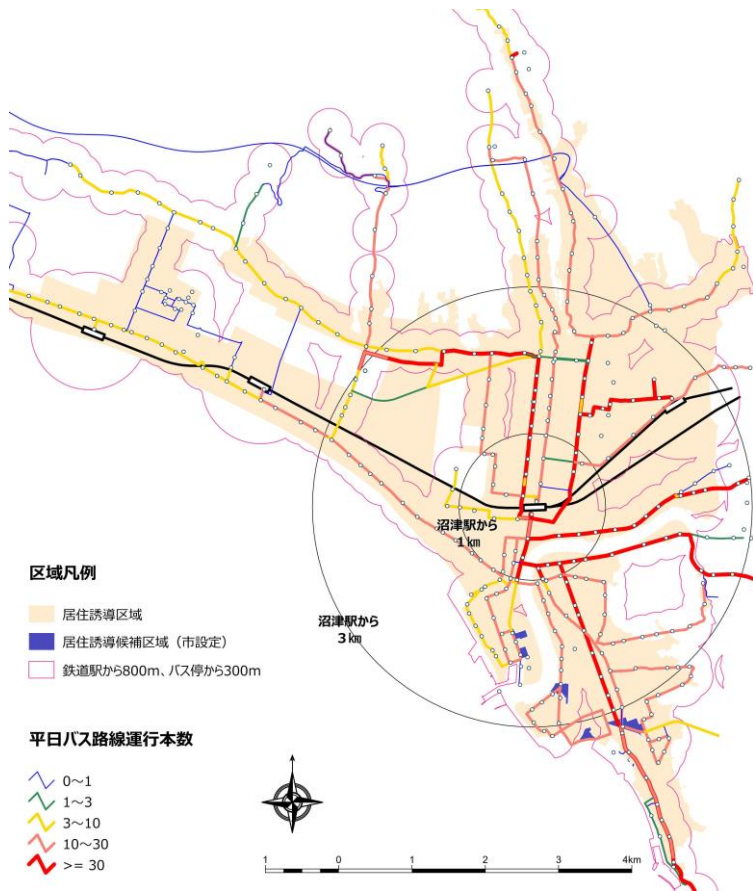 沼津駅から
1㎞
沼津駅から
3㎞
区域凡例
居住誘導区域
居住誘導候補区域（市設定）
鉄道駅から800m、バス停から300m
平日バス路線運行本数
0～1
1～3
3～10
10～30
>= 30
1 0 1 2 3 4km